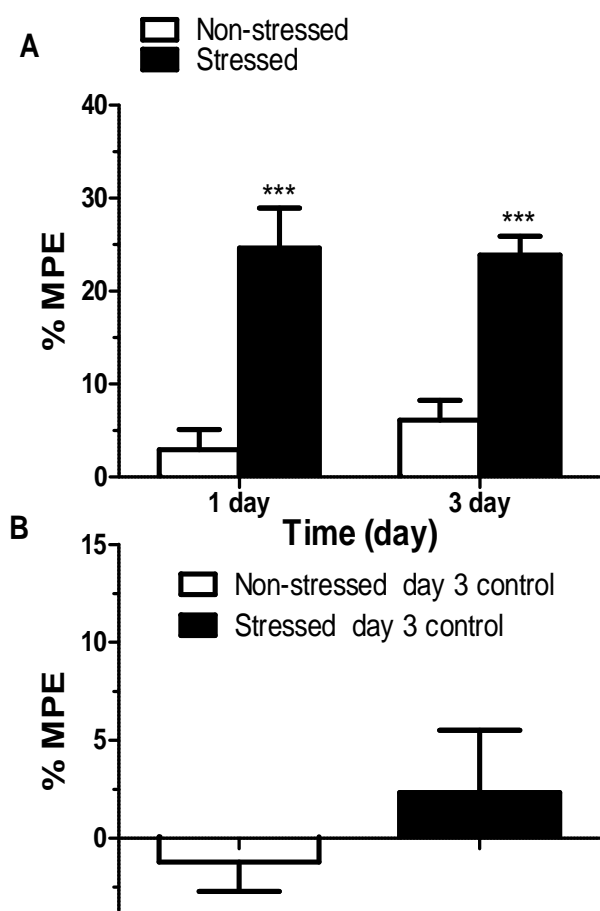 A
Non-stressed
Stressed
40
30
20
10
0
% MPE
***
***
1 day
3 day
Time (day)
B
15
10
5
0
% MPE
Non-stressed day 3 control
Stressed day 3 control